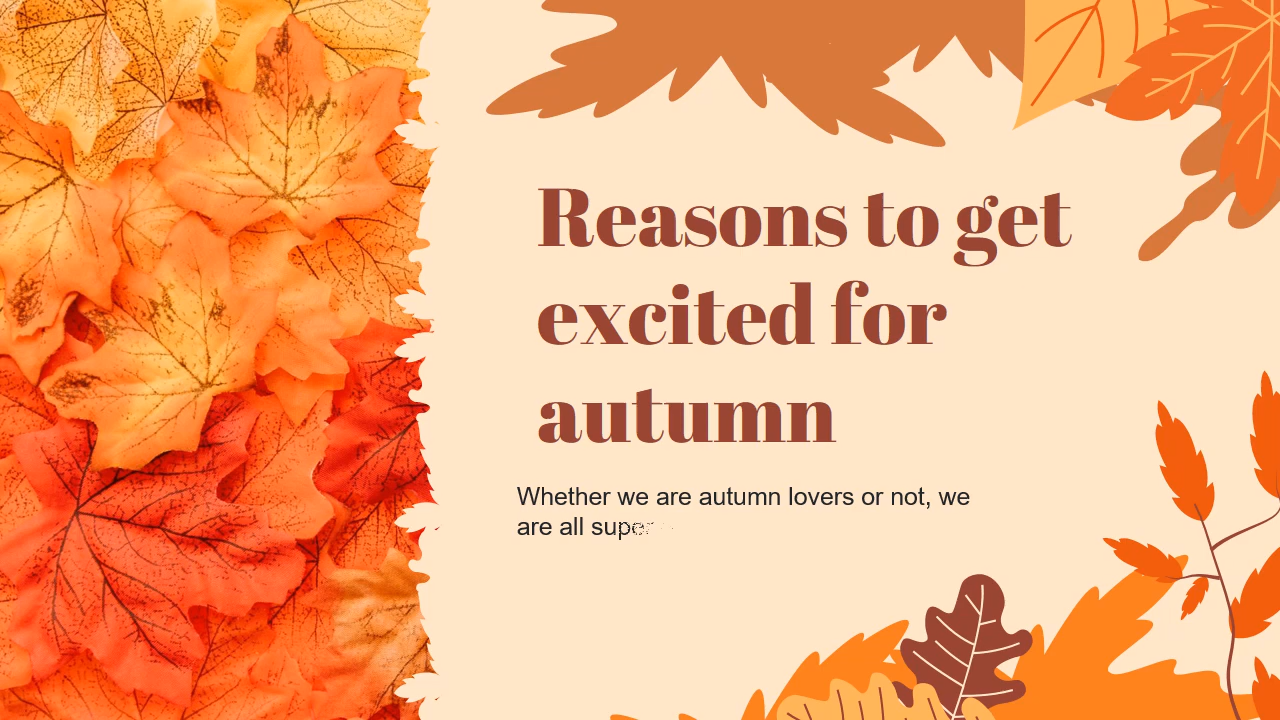 Reasons to get
excited for
autumn
Whether we are autumn lovers or not, we
are all